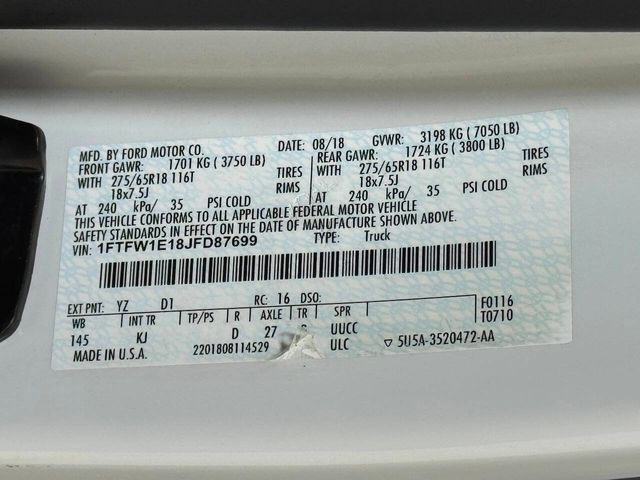 MFD. BY FORD MOTOR CO. DATE: 08/18 GVWR: 3198 KG ( 7050 LB)
FRONT GAWR: 1701 KG ( 3750 LB) REAR GAWR: 1724 KG ( 3800 LB)
WITH 275/65R18 116T TIRES WITH 275/65R18 116T TIRES
18x7.5J RIMS 18x7.5J RIMS
AT 240 kPa/ 35 PSI COLD AT 240 kPa/ 35 PSI COLD
THIS VEHICLE CONFORMS TO ALL APPLICABLE FEDERAL MOTOR VEHICLE
SAFETY STANDARDS IN EFFECT ON THE DATE OF MANUFACTURE SHOWN ABOVE.
VIN: 1FTFW1E18JFD87699 TYPE: Truck
EXT PNT: YZ D1 RC: 16 DSO: F0116
WB INT TR TP/PS R AXLE TR SPR T0710
145 KJ D 27 UUCC
MADE IN U.S.A. 2201808114529 ULC ▽ 5U5A-3520472-AA